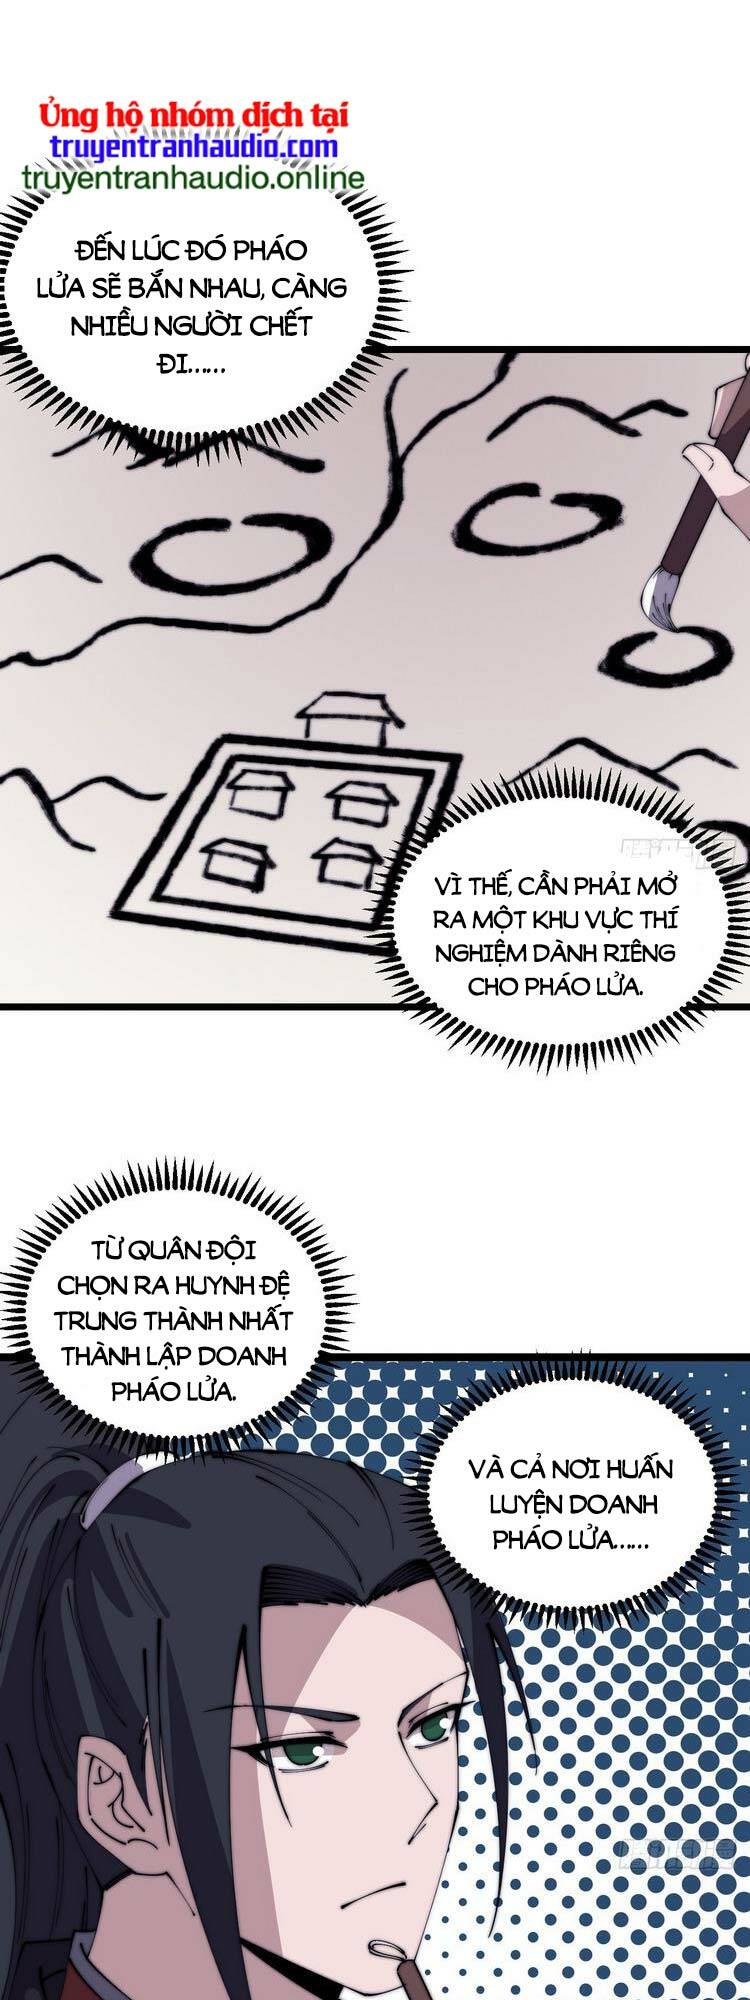 Ủng hộ nhóm dịch tại
truyentranhaudio.com
truyentranhaudio.online
ĐẾN LÚC ĐÓ PHÁO
LỬA SẼ BẮN NHAU, CÀNG
NHIỀU NGƯỜI CHẾT
ĐI......
VÌ THẾ, CẦN PHẢI MỞ
RA MỘT KHU VỰC THÍ
NGHIỆM DÀNH RIÊNG
CHO PHÁO LỬA.
TỪ QUÂN ĐỘI
CHỌN RA HUYNH ĐỆ
TRUNG THÀNH NHẤT
THÀNH LẬP DOANH
PHÁO LỬA.
VÀ CẢ NƠI HUẤN
LUYỆN DOANH
PHÁO LỬA......